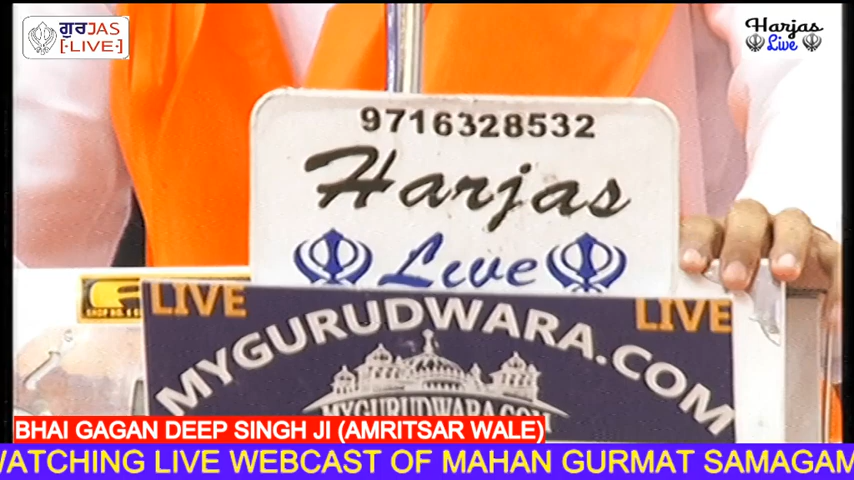 ਗੁਰJAS
[•LIVE•]
Harjas
Live
9716328532
Harjas
Live
LIVE
LIVE
MYGURUDWARA.COM
MYGURUDWARA.COM
BHAI GAGAN DEEP SINGH JI (AMRITSAR WALE)
WATCHING LIVE WEBCAST OF MAHAN GURMAT SAMAGAM